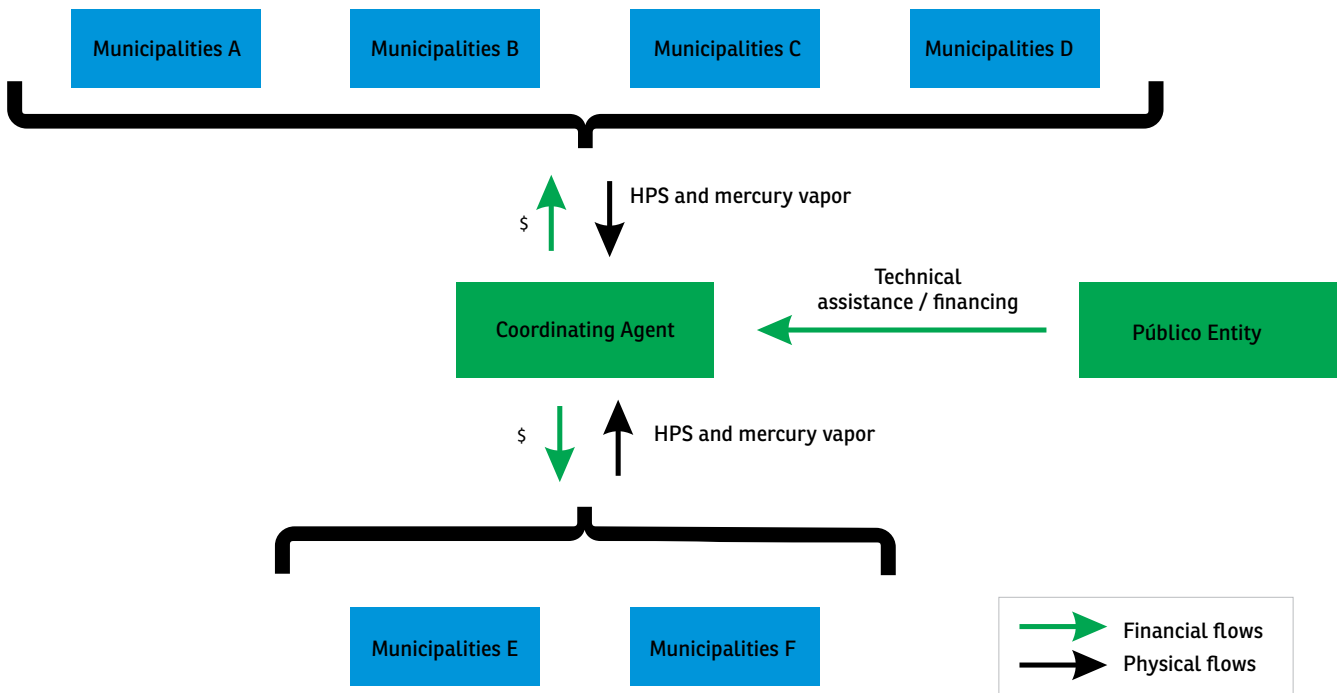 Municipalities A
Municipalities B
Municipalities C
Municipalities D
$
HPS and mercury vapor
Technical
assistance / financing
Coordinating Agent
Público Entity
$
HPS and mercury vapor
Municipalities E
Municipalities F
Financial flows
Physical flows